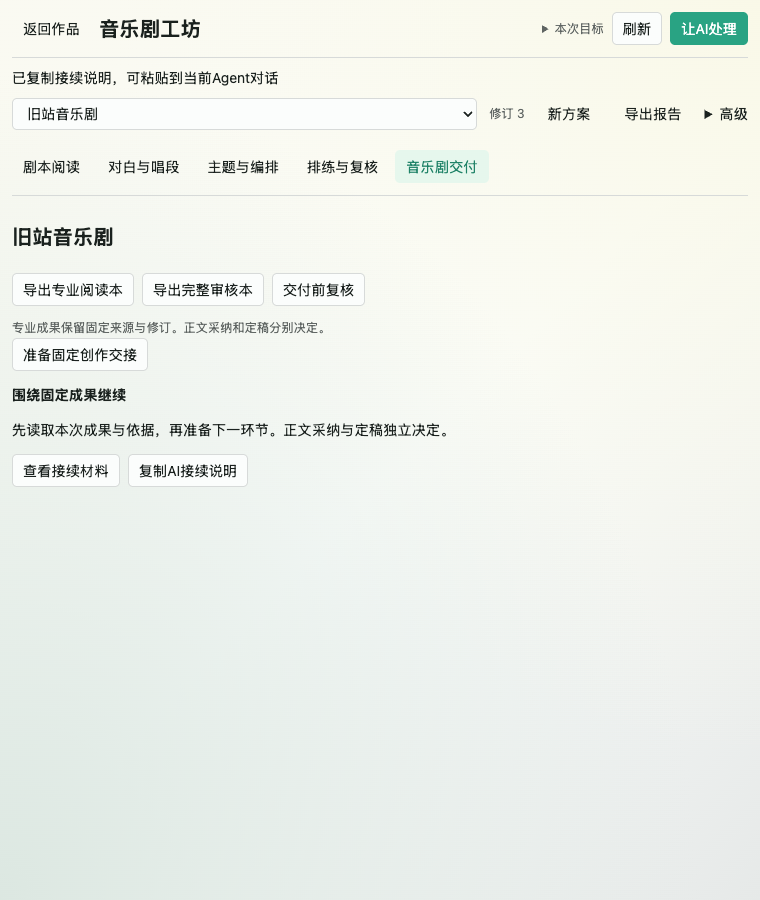 返回作品 音乐剧工坊 ▶ 本次目标 刷新 让AI处理
已复制接续说明，可粘贴到当前Agent对话
旧站音乐剧 修订 3 新方案 导出报告 ▶ 高级
剧本阅读 对白与唱段 主题与编排 排练与复核 音乐剧交付
旧站音乐剧
导出专业阅读本 导出完整审核本 交付前复核
专业成果保留固定来源与修订。正文采纳和定稿分别决定。
准备固定创作交接
围绕固定成果继续
先读取本次成果与依据，再准备下一环节。正文采纳与定稿独立决定。
查看接续材料 复制AI接续说明